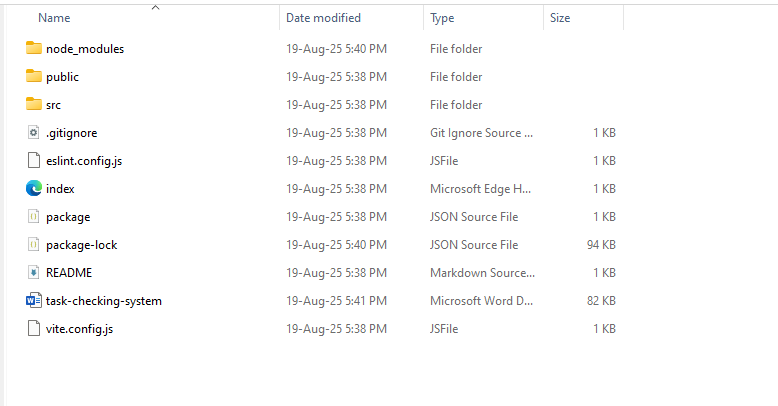 Name Date modified Type Size
node_modules 19-Aug-25 5:40 PM File folder
public 19-Aug-25 5:38 PM File folder
src 19-Aug-25 5:38 PM File folder
.gitignore 19-Aug-25 5:38 PM Git Ignore Source ... 1 KB
eslint.config.js 19-Aug-25 5:38 PM JSFile 1 KB
index 19-Aug-25 5:38 PM Microsoft Edge H... 1 KB
package 19-Aug-25 5:38 PM JSON Source File 1 KB
package-lock 19-Aug-25 5:40 PM JSON Source File 94 KB
README 19-Aug-25 5:38 PM Markdown Source... 1 KB
task-checking-system 19-Aug-25 5:41 PM Microsoft Word D... 82 KB
vite.config.js 19-Aug-25 5:38 PM JSFile 1 KB